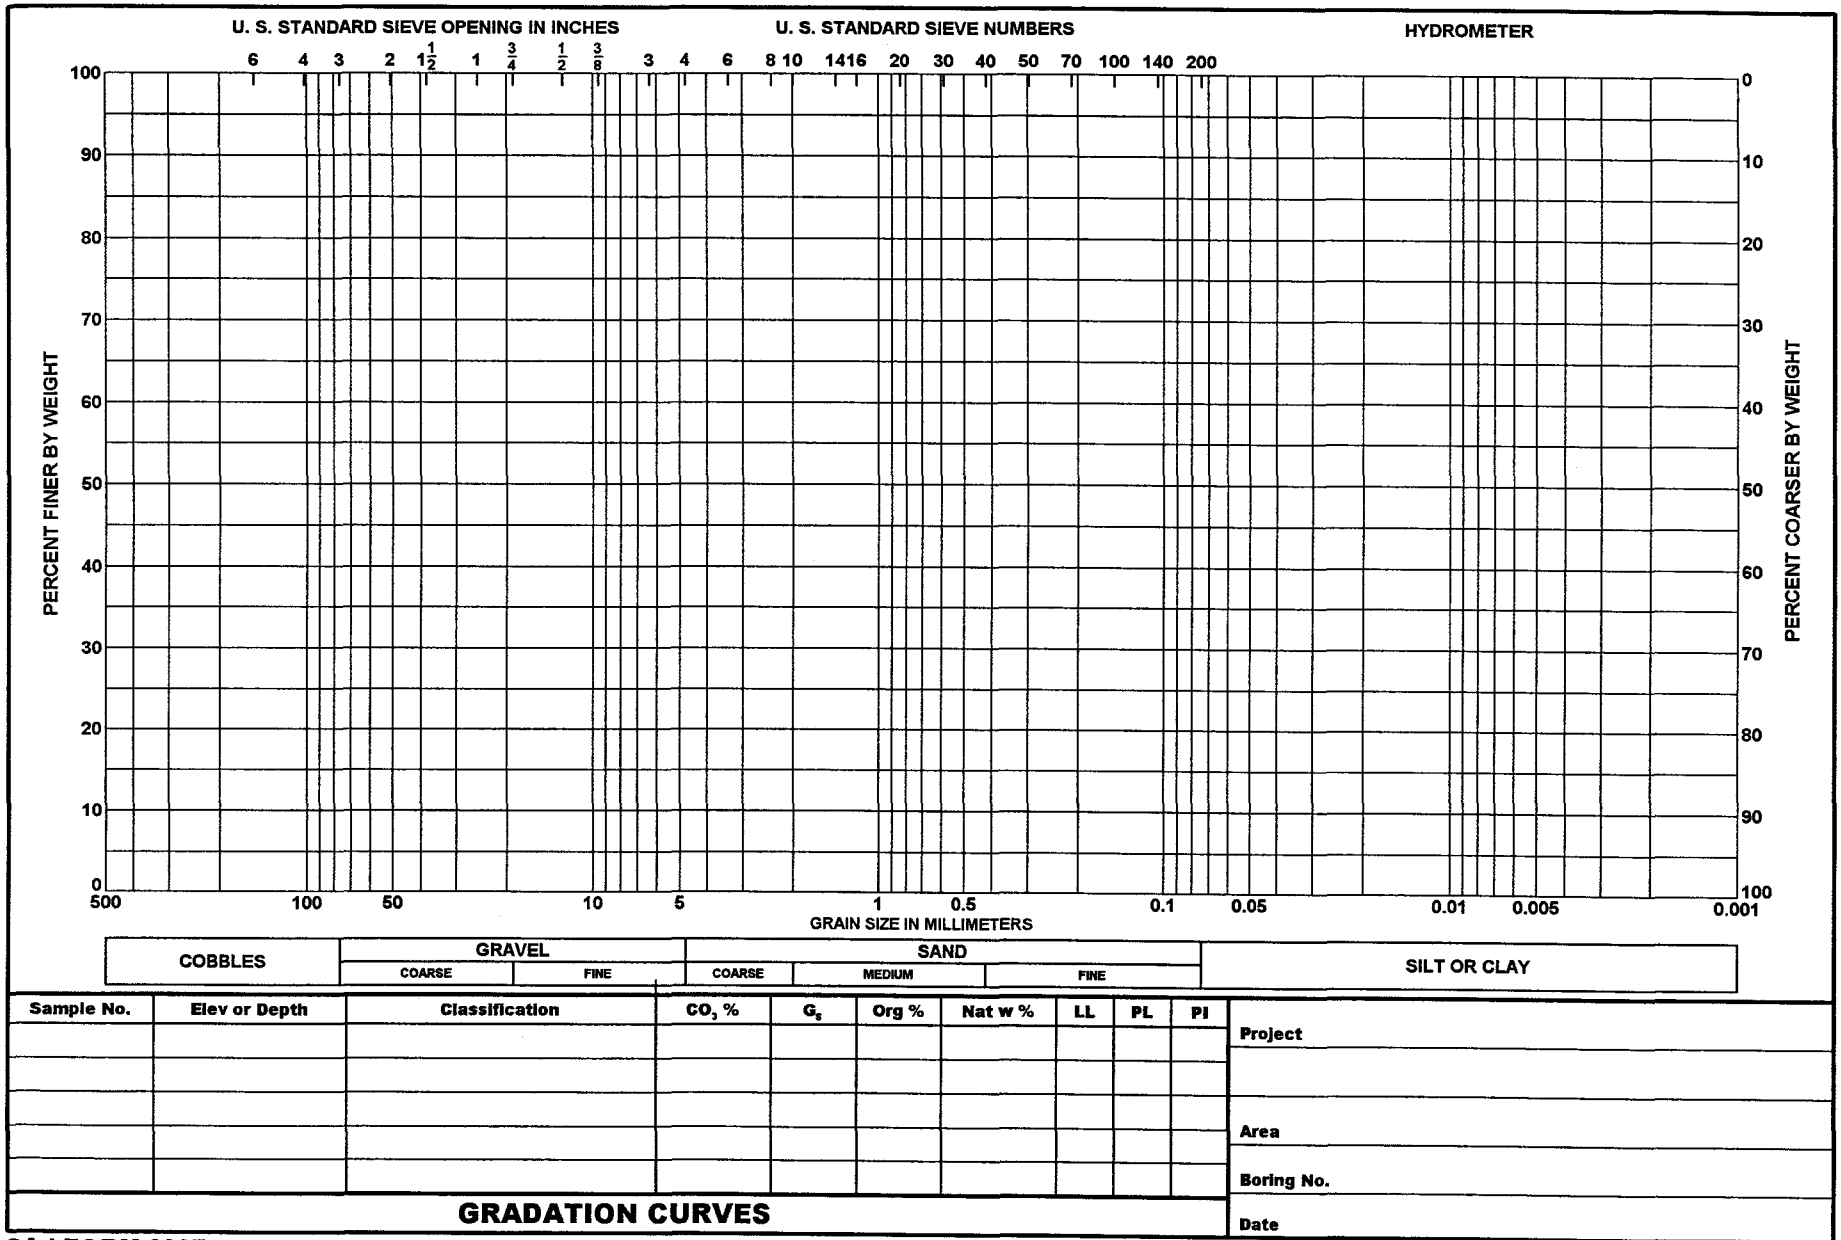 U. S. STANDARD SIEVE OPENING IN INCHES U. S. STANDARD SIEVE NUMBERS HYDROMETER
6 4 3 2 1 1/2 1 3/4 1/2 3/8 3 4 6 8 10 14 16 20 30 40 50 70 100 140 200
100 0
90 10
80 20
70 30
60 40
50 50
40 60
30 70
20 80
10 90
0 100
PERCENT FINER BY WEIGHT
PERCENT COARSER BY WEIGHT
500 100 50 10 5 1 0.5 0.1 0.05 0.01 0.005 0.001
GRAIN SIZE IN MILLIMETERS
COBBLES GRAVEL SAND SILT OR CLAY
COARSE FINE COARSE MEDIUM FINE
Sample No. Elev or Depth Classification CO₃ % Gₛ Org % Nat w % LL PL PI
Project
Area
Boring No.
GRADATION CURVES
Date